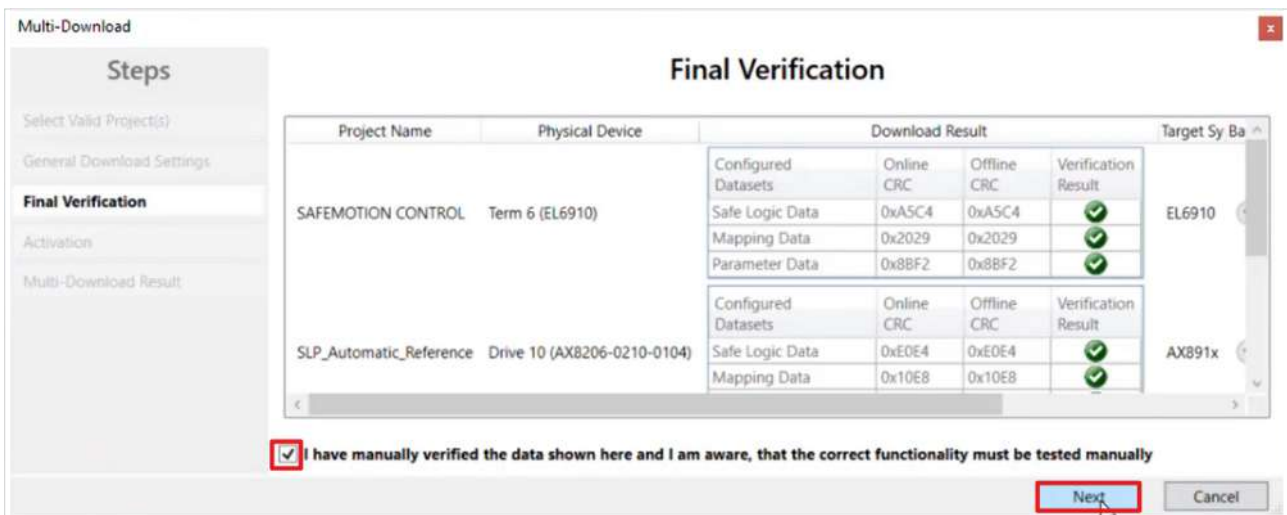 Multi-Download
x
Steps
Select Valid Project(s)
General Download Settings
Final Verification
Activation
Multi-Download Result
Final Verification
Project Name Physical Device Download Result Target Sy Ba
Configured Datasets Online CRC Offline CRC Verification Result
SAFEMOTION CONTROL Term 6 (EL6910) EL6910
Safe Logic Data 0xA5C4 0xA5C4
Mapping Data 0x2029 0x2029
Parameter Data 0x8BF2 0x8BF2
Configured Datasets Online CRC Offline CRC Verification Result
SLP_Automatic_Reference Drive 10 (AX8206-0210-0104) AX891x
Safe Logic Data 0xE0E4 0xE0E4
Mapping Data 0x10E8 0x10E8
I have manually verified the data shown here and I am aware, that the correct functionality must be tested manually
Next Cancel